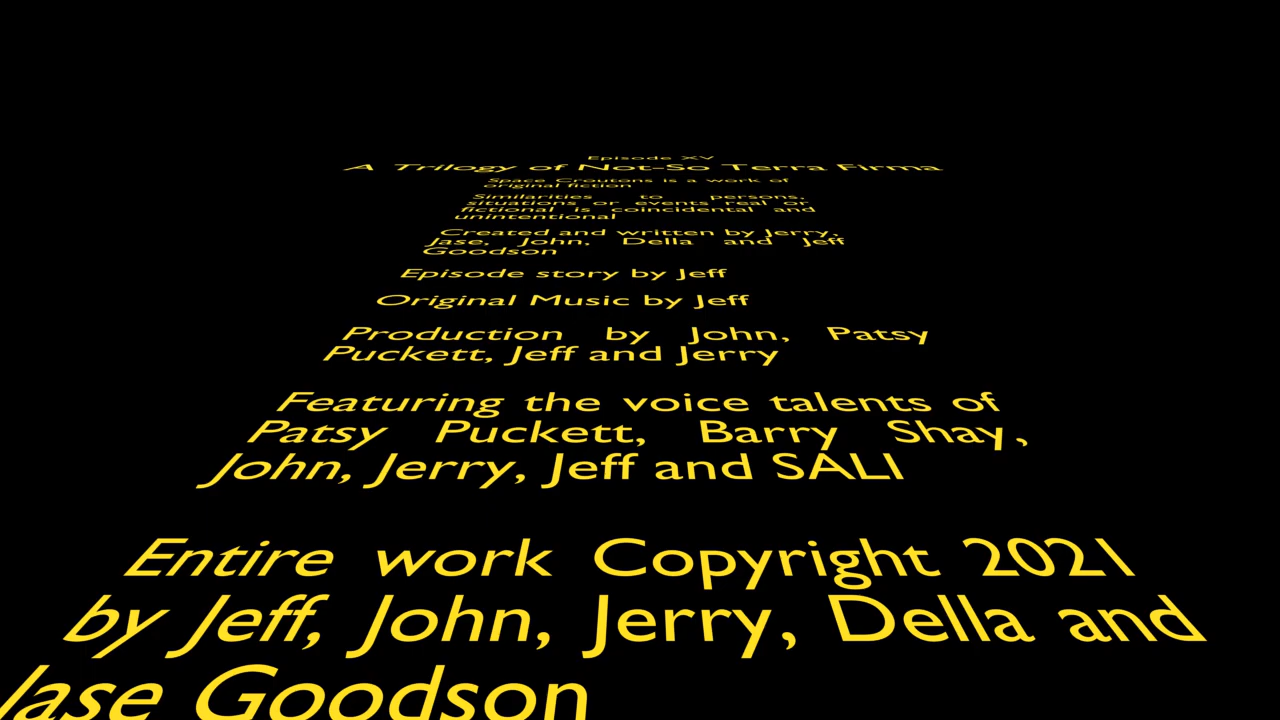 Episode XV
A Trilogy of Not-So Terra Firma
Space Croutons is a work of
original fiction
Similarities to persons,
situations or events real or
fictional is coincidental and
unintentional
Created and written by Jerry,
Jase, John, Della and Jeff
Goodson
Episode story by Jeff
Original Music by Jeff
Production by John, Patsy
Puckett, Jeff and Jerry
Featuring the voice talents of
Patsy Puckett, Barry Shay,
John, Jerry, Jeff and SALI
Entire work Copyright 2021
by Jeff, John, Jerry, Della and
Jase Goodson